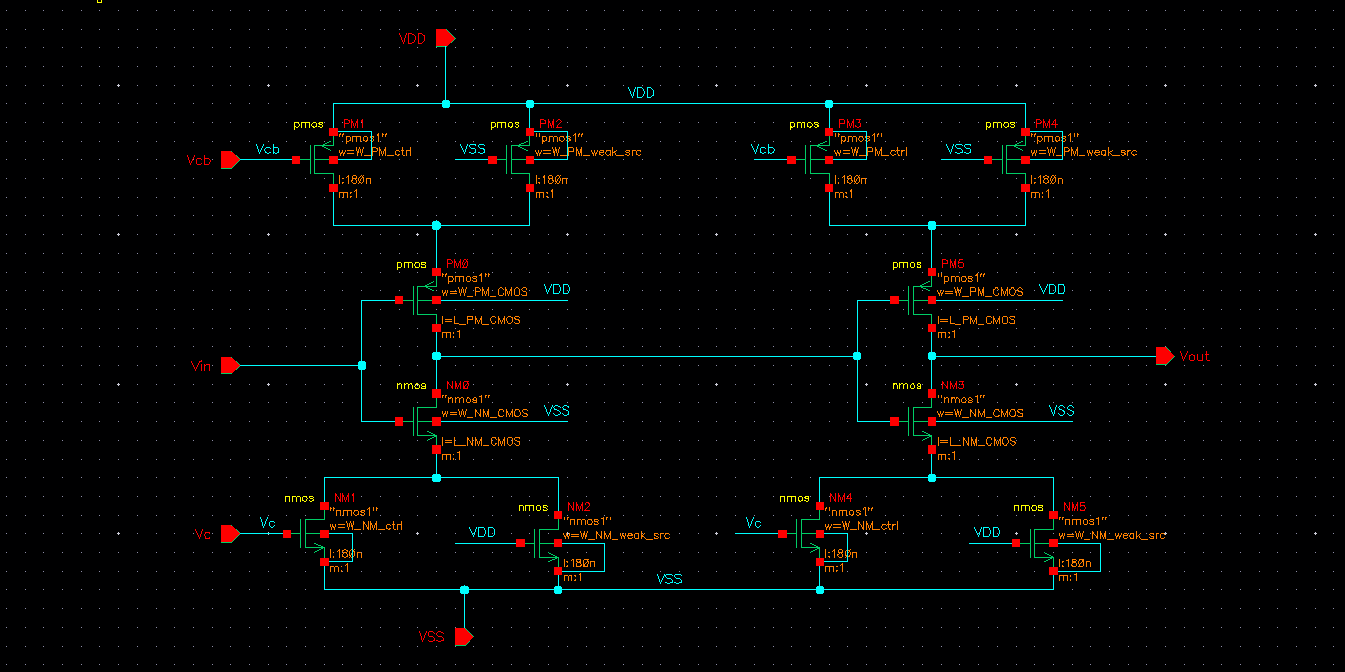 VDD
VDD
pmos PM1
"pmos1"
w=W_PM_ctrl
l:180n
m:1
Vcb
Vcb
pmos PM2
"pmos1"
w=W_PM_weak_src
l:180n
m:1
VSS
pmos PM3
"pmos1"
w=W_PM_ctrl
l:180n
m:1
Vcb
pmos PM4
"pmos1"
w=W_PM_weak_src
l:180n
m:1
VSS
pmos PM0
"pmos1"
w=W_PM_CMOS
l=L_PM_CMOS
m:1
VDD
pmos PM5
"pmos1"
w=W_PM_CMOS
l=L_PM_CMOS
m:1
VDD
Vin
Vout
nmos NM0
"nmos1"
w=W_NM_CMOS
l=L_NM_CMOS
m:1
VSS
nmos NM3
"nmos1"
w=W_NM_CMOS
l=L_NM_CMOS
m:1
VSS
nmos NM1
"nmos1"
w=W_NM_ctrl
l:180n
m:1
Vc
Vc
nmos NM2
"nmos1"
w=W_NM_weak_src
l:180n
m:1
VDD
nmos NM4
"nmos1"
w=W_NM_ctrl
l:180n
m:1
Vc
nmos NM5
"nmos1"
w=W_NM_weak_src
l:180n
m:1
VDD
VSS
VSS